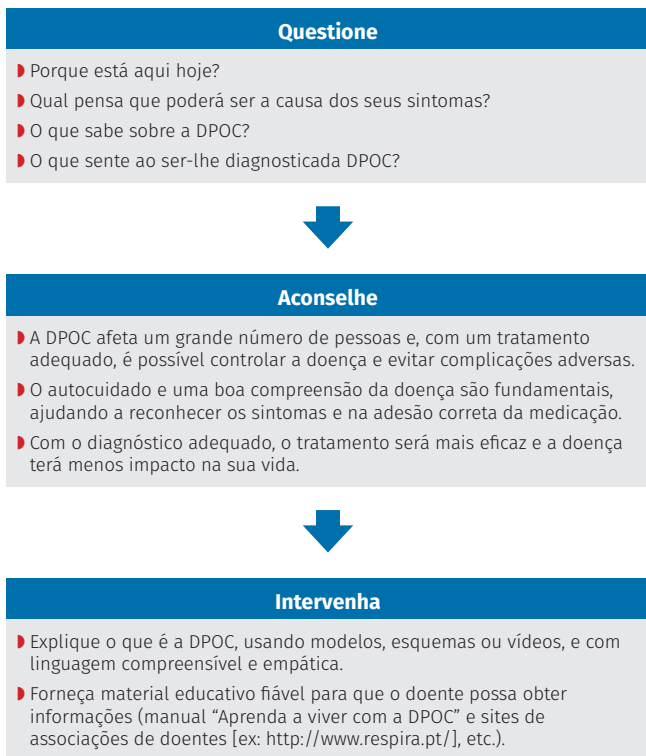 Questione
Porque está aqui hoje?
Qual pensa que poderá ser a causa dos seus sintomas?
O que sabe sobre a DPOC?
O que sente ao ser-lhe diagnosticada DPOC?
Aconselhe
A DPOC afeta um grande número de pessoas e, com um tratamento
adequado, é possível controlar a doença e evitar complicações adversas.
O autocuidado e uma boa compreensão da doença são fundamentais,
ajudando a reconhecer os sintomas e na adesão correta da medicação.
Com o diagnóstico adequado, o tratamento será mais eficaz e a doença
terá menos impacto na sua vida.
Intervenha
Explique o que é a DPOC, usando modelos, esquemas ou vídeos, e com
linguagem compreensível e empática.
Forneça material educativo fiável para que o doente possa obter
informações (manual “Aprenda a viver com a DPOC” e sites de
associações de doentes [ex: http://www.respira.pt/], etc.).